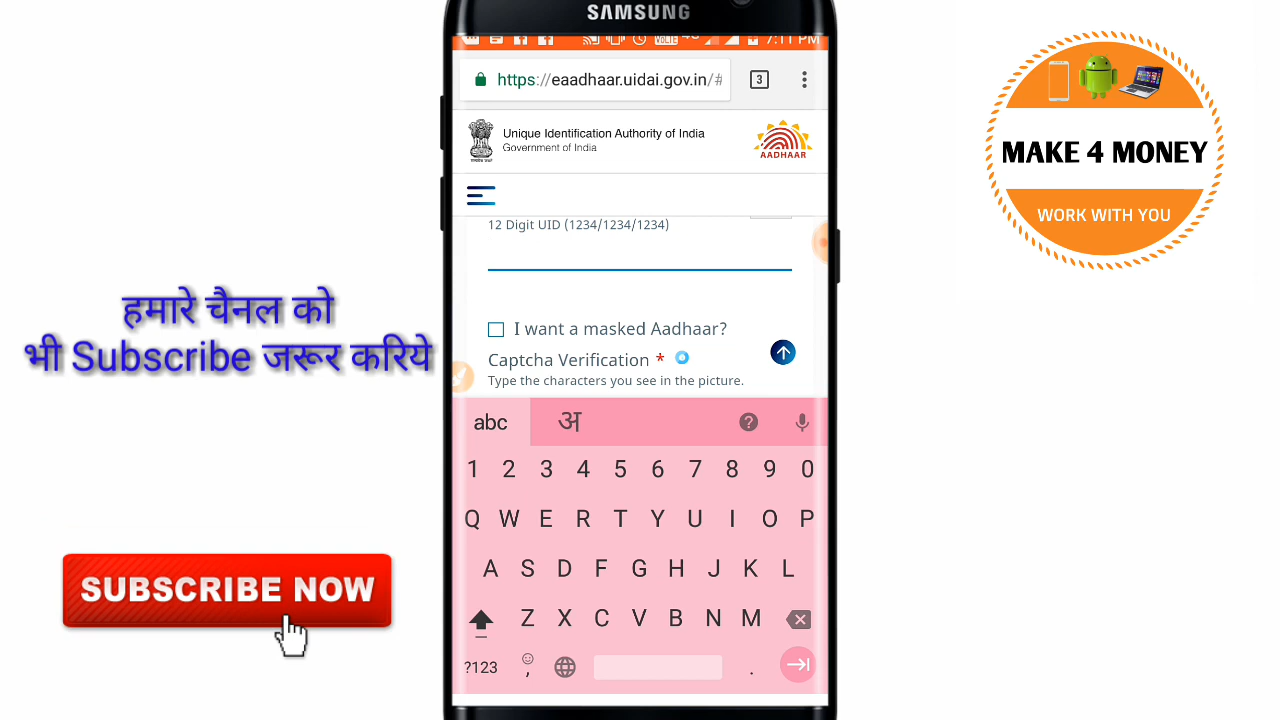 SAMSUNG
7:11 PM
https://eaadhaar.uidai.gov.in/#
3
Unique Identification Authority of India
Government of India
AADHAAR
12 Digit UID (1234/1234/1234)
I want a masked Aadhaar?
Captcha Verification *
Type the characters you see in the picture.
abc अ ?
1 2 3 4 5 6 7 8 9 0
Q W E R T Y U I O P
A S D F G H J K L
Z X C V B N M
?123 , .
हमारे चैनल को
भी Subscribe जरूर करिये
SUBSCRIBE NOW
MAKE 4 MONEY
WORK WITH YOU